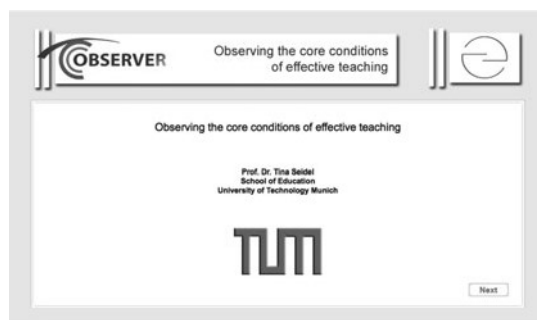 OBSERVER
Observing the core conditions
of effective teaching
Observing the core conditions of effective teaching
Prof. Dr. Tina Seidel
School of Education
University of Technology Munich
TUM
Next